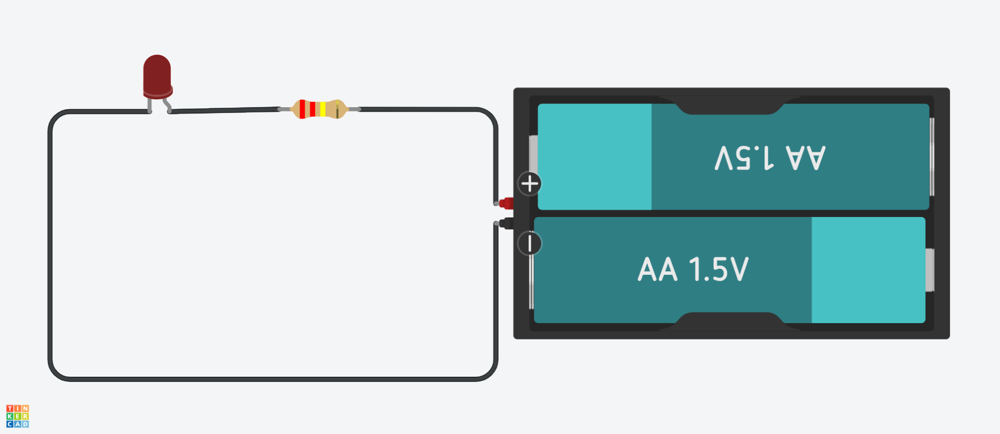 AA 1.5V
+
-
AA 1.5V
TIN
KER
CAD